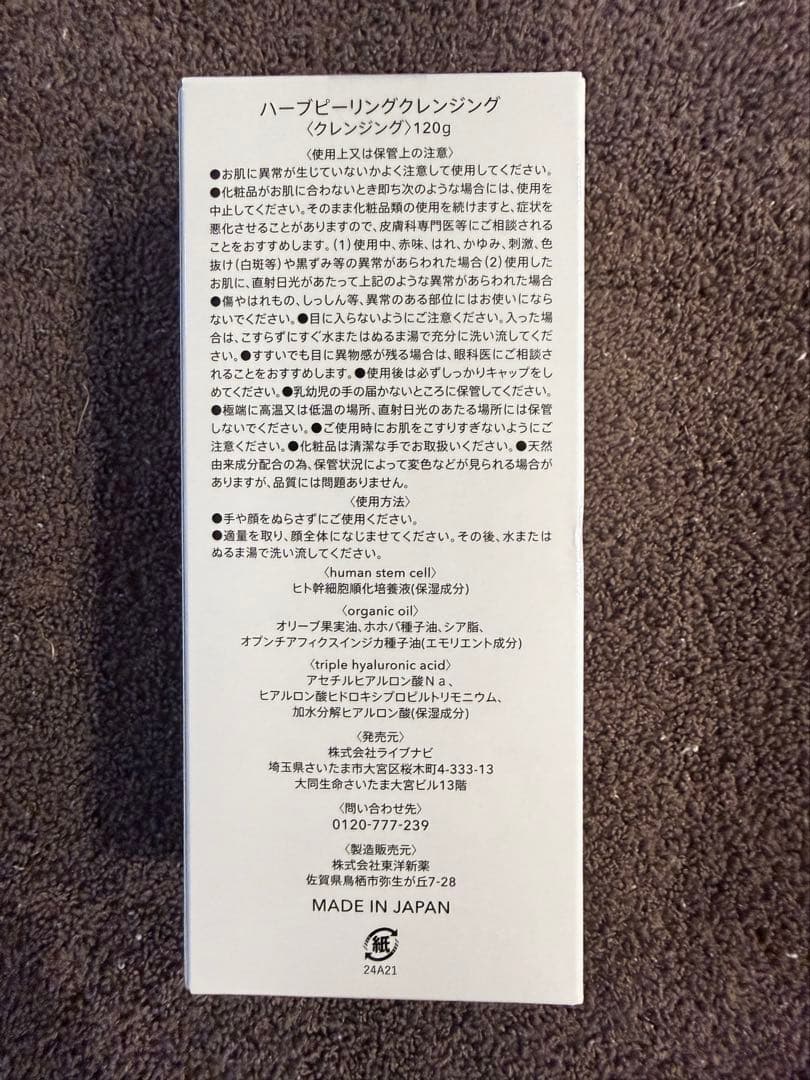 ハーブピーリングクレンジング
〈クレンジング〉120g
〈使用上又は保管上の注意〉
●お肌に異常が生じていないかよく注意して使用してください。
●化粧品がお肌に合わないとき即ち次のような場合には、使用を
中止してください。そのまま化粧品類の使用を続けますと、症状を
悪化させることがありますので、皮膚科専門医等にご相談される
ことをおすすめします。(1)使用中、赤味、はれ、かゆみ、刺激、色
抜け(白斑等)や黒ずみ等の異常があらわれた場合(2)使用した
お肌に、直射日光があたって上記のような異常があらわれた場合
●傷やはれもの、しっしん等、異常のある部位にはお使いになら
ないでください。●目に入らないようにご注意ください。入った場
合は、こすらずにすぐ水またはぬるま湯で充分に洗い流してくだ
さい。●すすいでも目に異物感が残る場合は、眼科医にご相談さ
れることをおすすめします。●使用後は必ずしっかりキャップをし
めてください。●乳幼児の手の届かないところに保管してください。
●極端に高温又は低温の場所、直射日光のあたる場所には保管
しないでください。●ご使用時にお肌をこすりすぎないようにご
注意ください。●化粧品は清潔な手でお取扱いください。●天然
由来成分配合の為、保管状況によって変色などが見られる場合が
ありますが、品質には問題ありません。
〈使用方法〉
●手や顔をぬらさずにご使用ください。
●適量を取り、顔全体になじませてください。その後、水または
ぬるま湯で洗い流してください。
〈human stem cell〉
ヒト幹細胞順化培養液(保湿成分)
〈organic oil〉
オリーブ果実油、ホホバ種子油、シア脂、
オプンチアフィクスインジカ種子油(エモリエント成分)
〈triple hyaluronic acid〉
アセチルヒアルロン酸Na、
ヒアルロン酸ヒドロキシプロピルトリモニウム、
加水分解ヒアルロン酸(保湿成分)
〈発売元〉
株式会社ライブナビ
埼玉県さいたま市大宮区桜木町4-333-13
大同生命さいたま大宮ビル13階
〈問い合わせ先〉
0120-777-239
〈製造販売元〉
株式会社東洋新薬
佐賀県鳥栖市弥生が丘7-28
MADE IN JAPAN
紙
24A21